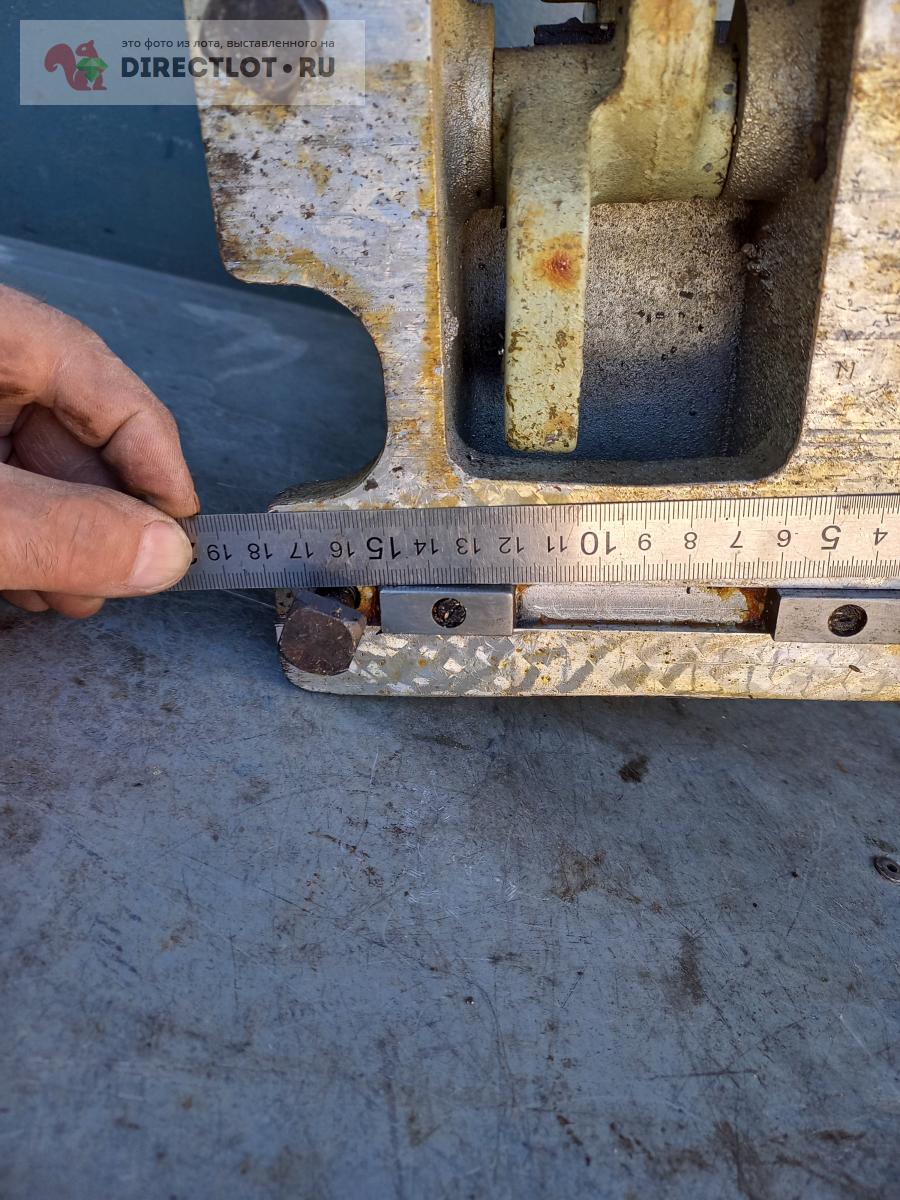 это фото из лота, выставленного на
DIRECTLOT.RU
19 18 17 16 15 14 13 12 11 10 9 8 7 6 5 4
N